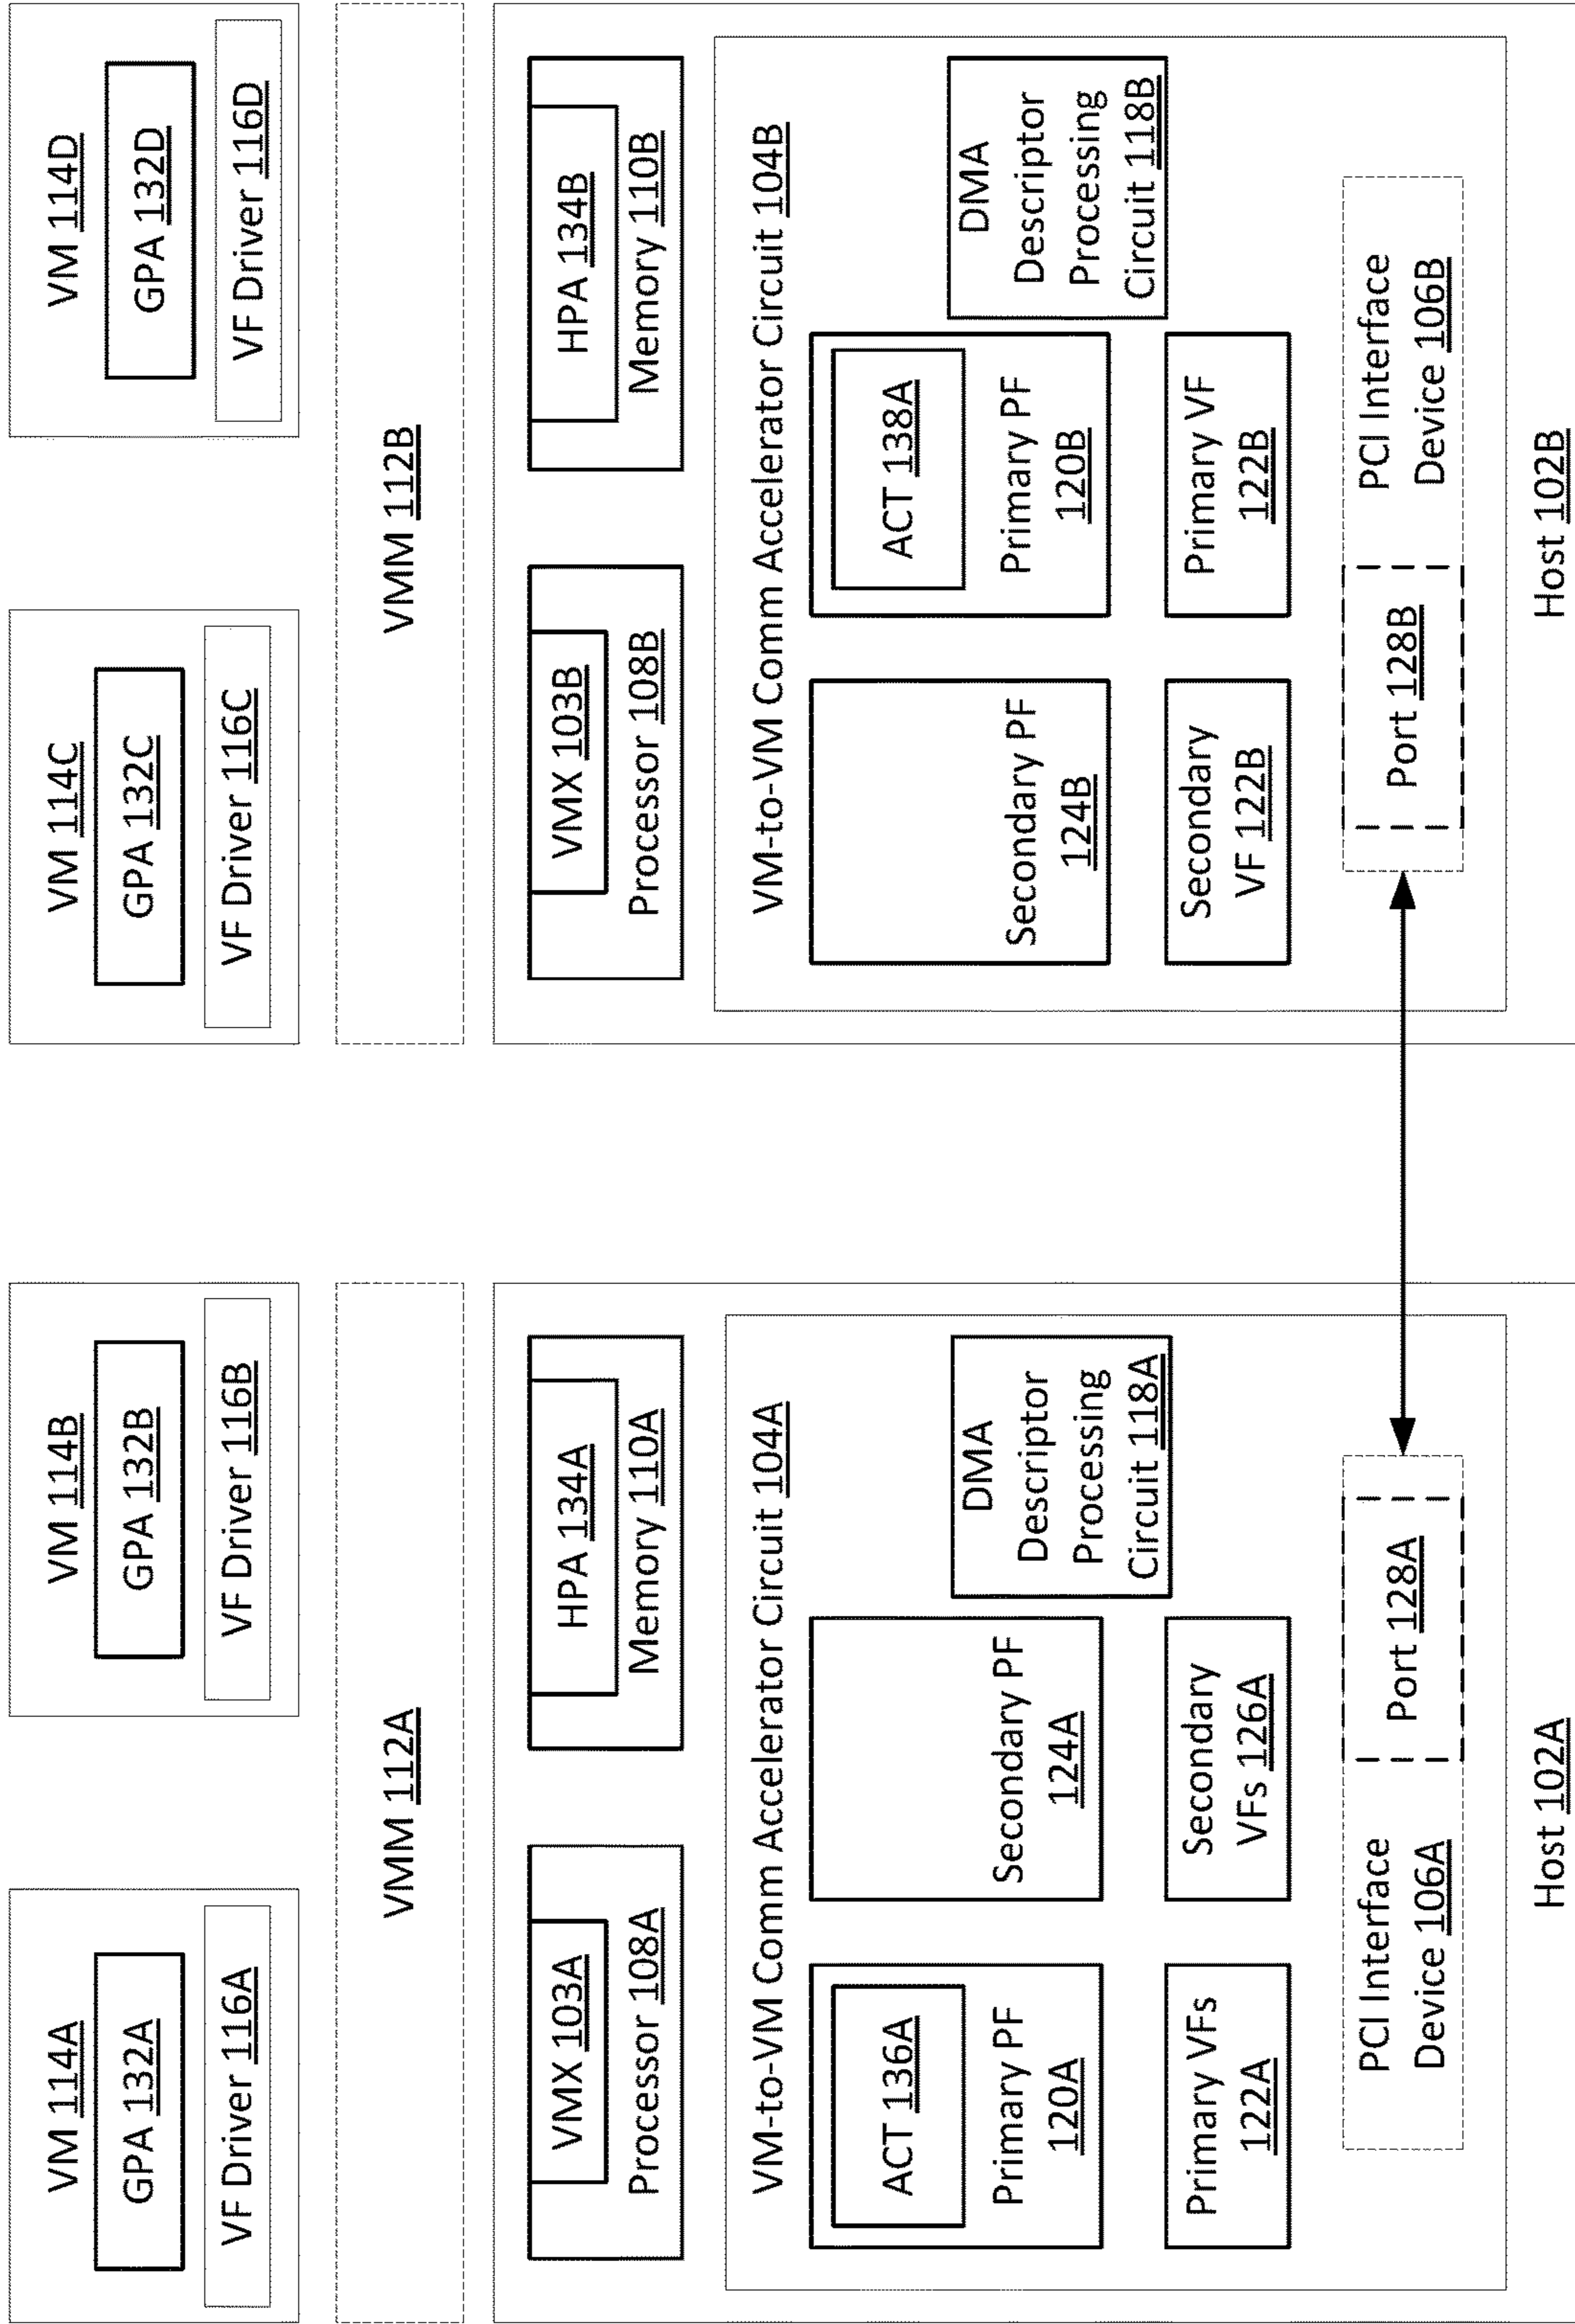 VM 114A
GPA 132A
VF Driver 116A
VM 114B
GPA 132B
VF Driver 116B
VMM 112A
VMX 103A
Processor 108A
HPA 134A
Memory 110A
VM-to-VM Comm Accelerator Circuit 104A
ACT 136A
Primary PF
120A
Secondary PF
124A
DMA
Descriptor
Processing
Circuit 118A
Primary VFs
122A
Secondary
VFs 126A
PCI Interface
Device 106A
Port 128A
Host 102A
VM 114C
GPA 132C
VF Driver 116C
VM 114D
GPA 132D
VF Driver 116D
VMM 112B
VMX 103B
Processor 108B
HPA 134B
Memory 110B
VM-to-VM Comm Accelerator Circuit 104B
Secondary PF
124B
ACT 138A
Primary PF
120B
DMA
Descriptor
Processing
Circuit 118B
Secondary
VF 122B
Primary VF
122B
Port 128B
PCI Interface
Device 106B
Host 102B